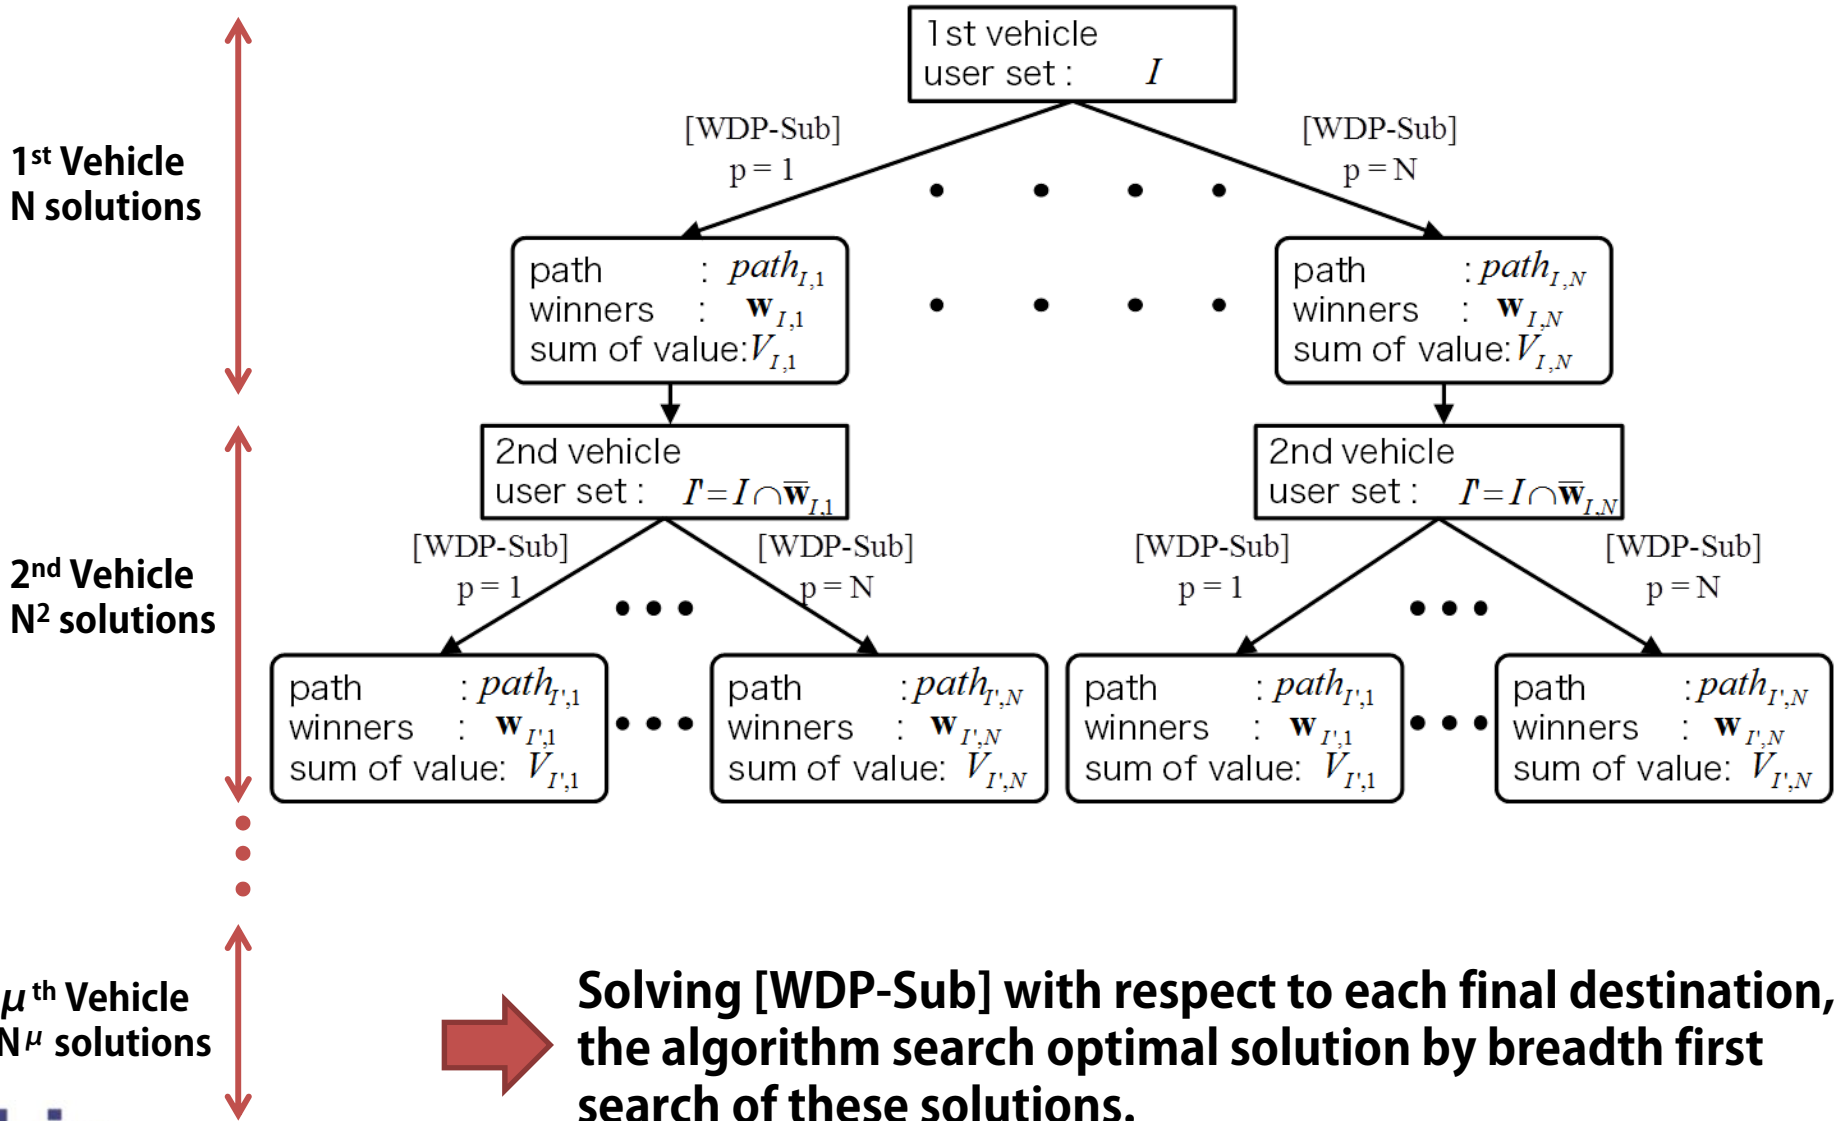 1st vehicle
user set : I
[WDP-Sub]
p = 1
[WDP-Sub]
p = N
1st Vehicle
N solutions
path : path_{I,1}
winners : w_{I,1}
sum of value: V_{I,1}
path : path_{I,N}
winners : w_{I,N}
sum of value: V_{I,N}
2nd vehicle
user set : I' = I ∩ w̅_{I,1}
2nd vehicle
user set : I' = I ∩ w̅_{I,N}
[WDP-Sub]
p = 1
[WDP-Sub]
p = N
[WDP-Sub]
p = 1
[WDP-Sub]
p = N
2nd Vehicle
N² solutions
path : path_{I',1}
winners : w_{I',1}
sum of value: V_{I',1}
path : path_{I',N}
winners : w_{I',N}
sum of value: V_{I',N}
path : path_{I',1}
winners : w_{I',1}
sum of value: V_{I',1}
path : path_{I',N}
winners : w_{I',N}
sum of value: V_{I',N}
μ th Vehicle
N^μ solutions
Solving [WDP-Sub] with respect to each final destination,
the algorithm search optimal solution by breadth first
search of these solutions.